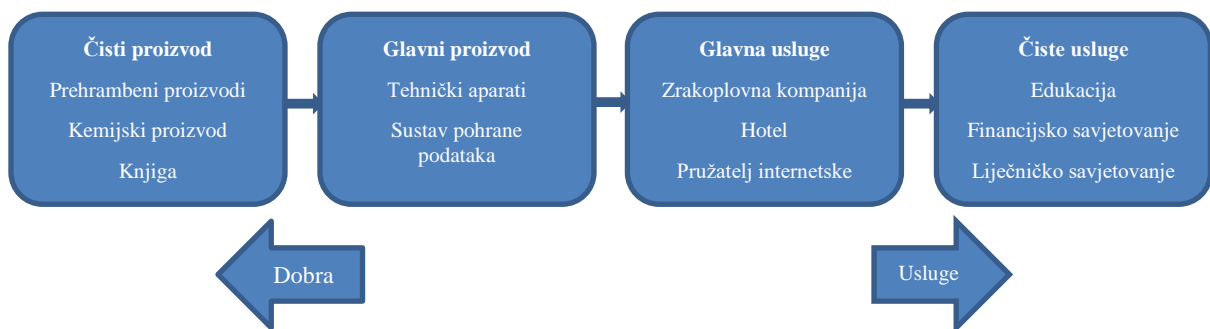 Čisti proizvod
Prehrambeni proizvodi
Kemijski proizvod
Knjiga
Glavni proizvod
Tehnički aparati
Sustav pohrane
podataka
Glavna usluge
Zrakoplovna kompanija
Hotel
Pružatelj internetske
Čiste usluge
Edukacija
Financijsko savjetovanje
Liječničko savjetovanje
Dobra
Usluge